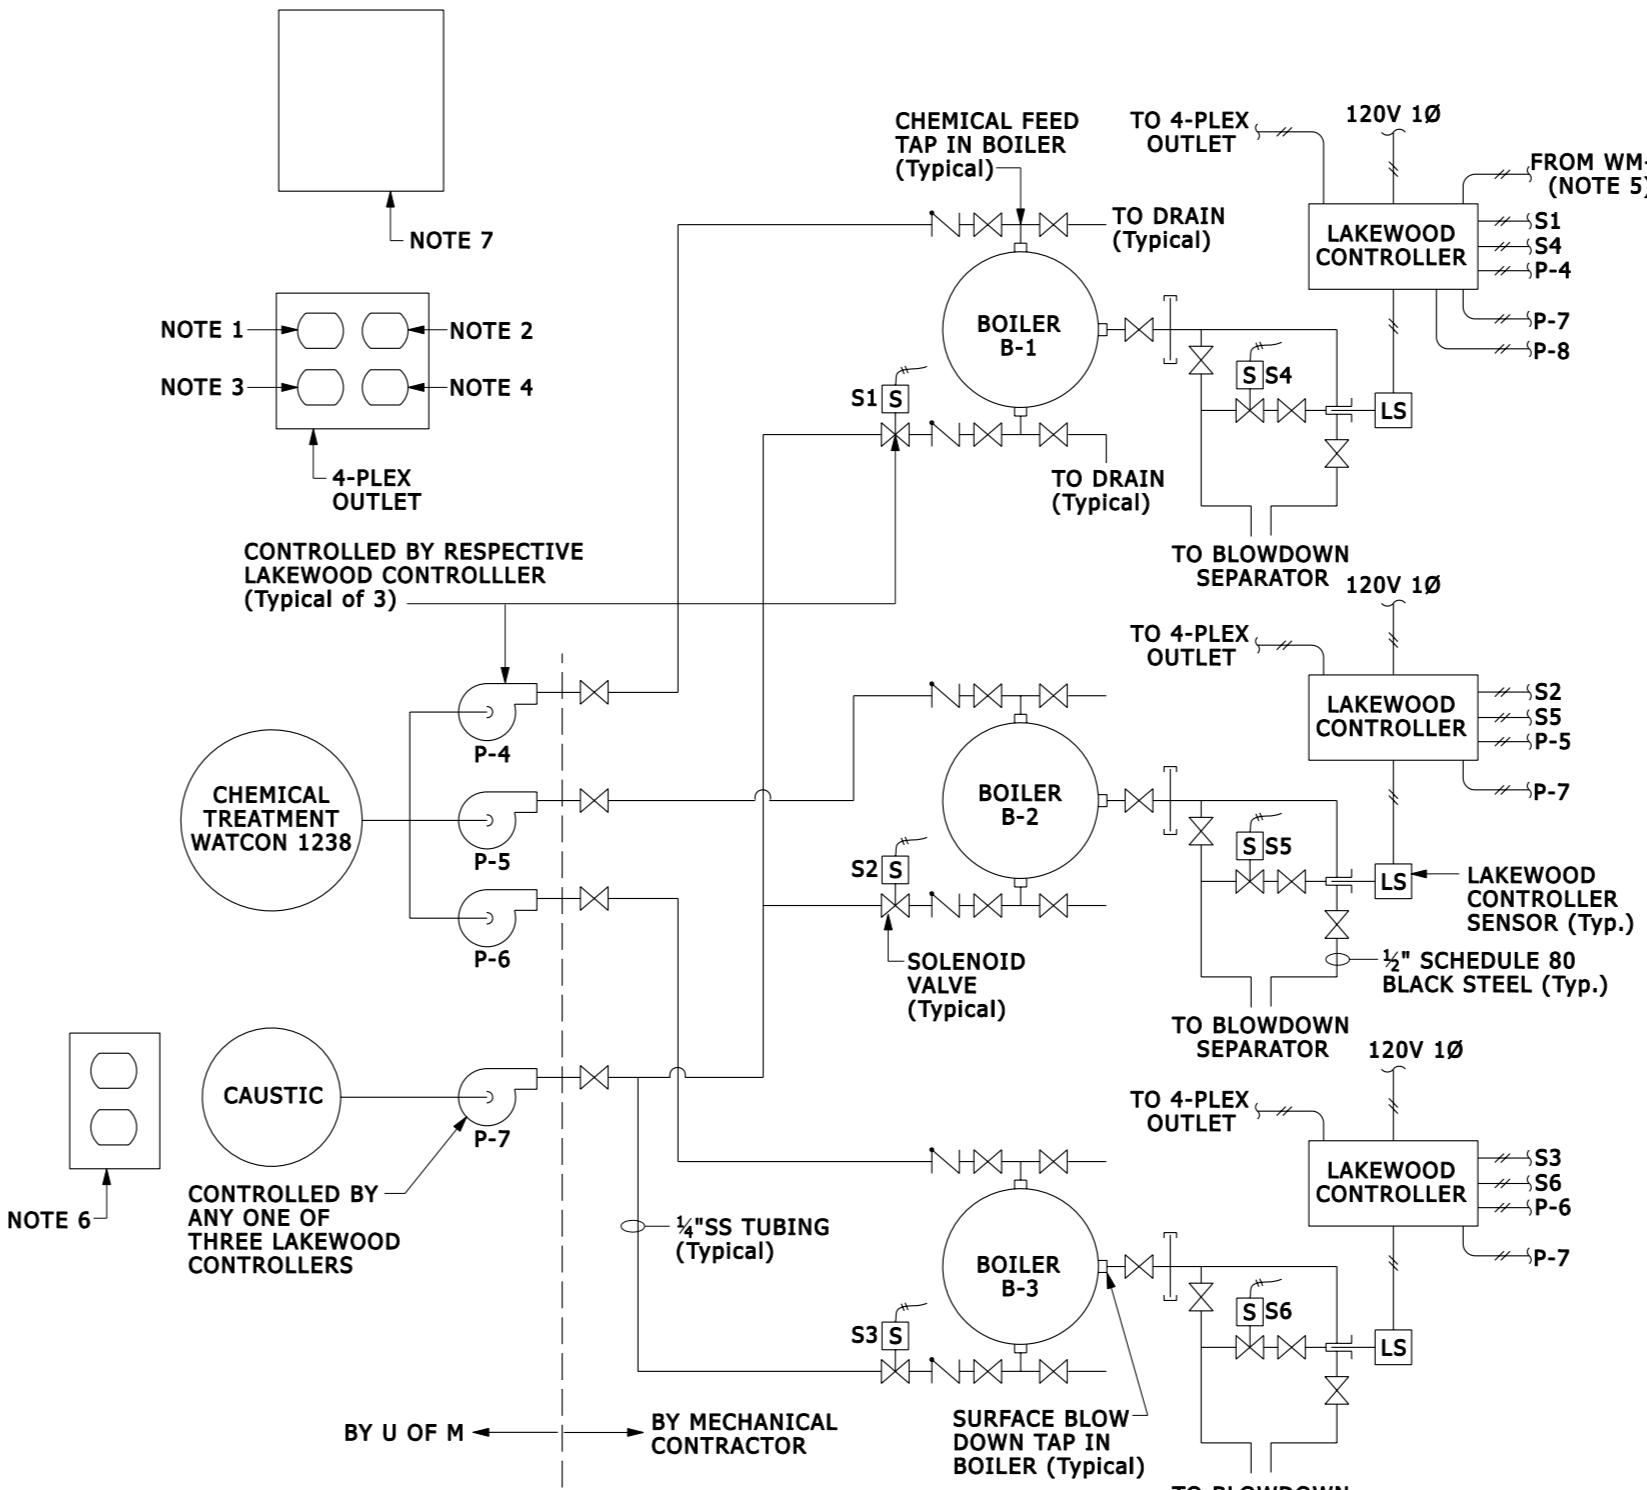 NOTE 7
NOTE 1
NOTE 2
NOTE 3
NOTE 4
4-PLEX
OUTLET
CHEMICAL FEED
TAP IN BOILER
(Typical)
TO DRAIN
(Typical)
BOILER
B-1
S1
S
TO DRAIN
(Typical)
TO 4-PLEX
OUTLET
120V 1Ø
FROM WM-
(NOTE 5)
LAKEWOOD
CONTROLLER
S1
S4
P-4
P-7
P-8
S
S4
LS
TO BLOWDOWN
SEPARATOR
CONTROLLED BY RESPECTIVE
LAKEWOOD CONTROLLLER
(Typical of 3)
P-4
CHEMICAL
TREATMENT
WATCON 1238
P-5
P-6
BOILER
B-2
S2
S
SOLENOID
VALVE
(Typical)
120V 1Ø
TO 4-PLEX
OUTLET
LAKEWOOD
CONTROLLER
S2
S5
P-5
P-7
S
S5
LS
LAKEWOOD
CONTROLLER
SENSOR (Typ.)
½" SCHEDULE 80
BLACK STEEL (Typ.)
TO BLOWDOWN
SEPARATOR
NOTE 6
CAUSTIC
P-7
CONTROLLED BY
ANY ONE OF
THREE LAKEWOOD
CONTROLLERS
¼"SS TUBING
(Typical)
BOILER
B-3
S3
S
120V 1Ø
TO 4-PLEX
OUTLET
LAKEWOOD
CONTROLLER
S3
S6
P-6
P-7
S
S6
LS
SURFACE BLOW
DOWN TAP IN
BOILER (Typical)
BY U OF M
BY MECHANICAL
CONTRACTOR
TO BLOWDOWN